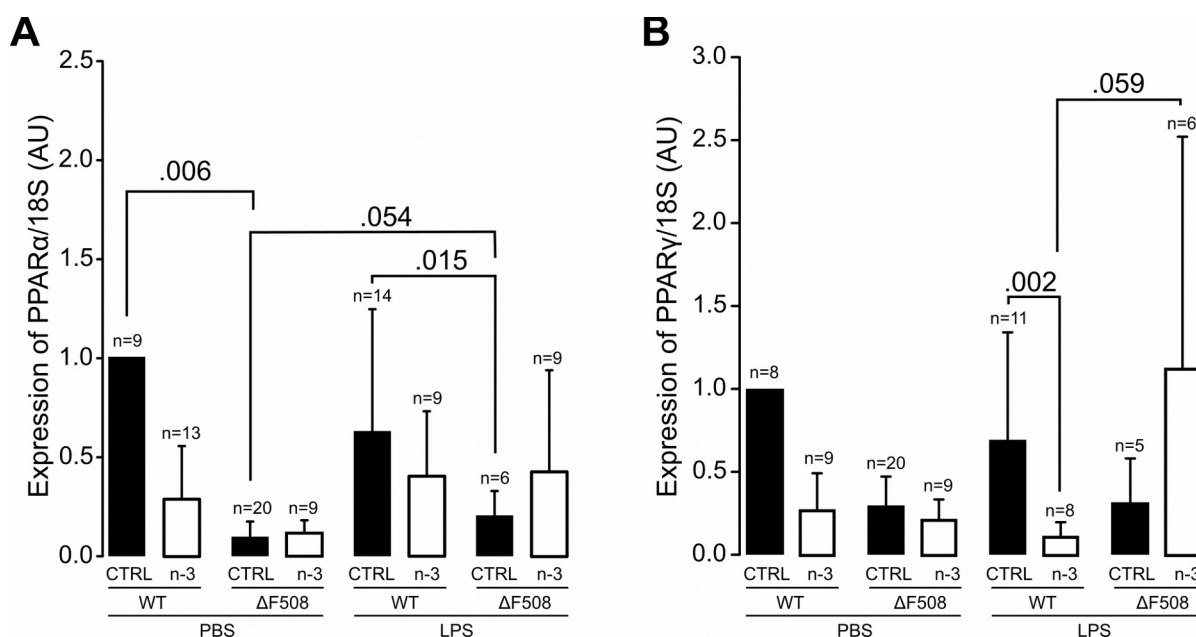 A
Expression of PPARα/18S (AU)
2.5
2.0
1.5
1.0
0.5
0.0
.006
.054
.015
n=9
n=13
n=20
n=9
n=14
n=9
n=6
n=9
CTRL n-3 CTRL n-3 CTRL n-3 CTRL n-3
WT ΔF508 WT ΔF508
PBS LPS
B
Expression of PPARγ/18S (AU)
3.0
2.5
2.0
1.5
1.0
0.5
0.0
.059
.002
n=8
n=9
n=20
n=9
n=11
n=8
n=5
n=6
CTRL n-3 CTRL n-3 CTRL n-3 CTRL n-3
WT ΔF508 WT ΔF508
PBS LPS